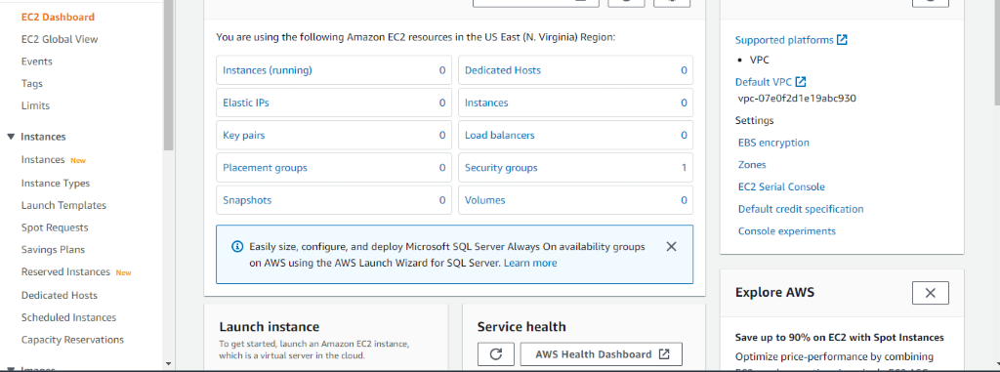 EC2 Dashboard
EC2 Global View
Events
Tags
Limits
Instances
Instances New
Instance Types
Launch Templates
Spot Requests
Savings Plans
Reserved Instances New
Dedicated Hosts
Scheduled Instances
Capacity Reservations
Images
You are using the following Amazon EC2 resources in the US East (N. Virginia) Region:
Instances (running) 0 Dedicated Hosts 0
Elastic IPs 0 Instances 0
Key pairs 0 Load balancers 0
Placement groups 0 Security groups 1
Snapshots 0 Volumes 0
Easily size, configure, and deploy Microsoft SQL Server Always On availability groups
on AWS using the AWS Launch Wizard for SQL Server. Learn more
Launch instance
To get started, launch an Amazon EC2 instance,
which is a virtual server in the cloud.
Service health
AWS Health Dashboard
Supported platforms
• VPC
Default VPC
vpc-07e0f2d1e19abc930
Settings
EBS encryption
Zones
EC2 Serial Console
Default credit specification
Console experiments
Explore AWS
Save up to 90% on EC2 with Spot Instances
Optimize price-performance by combining